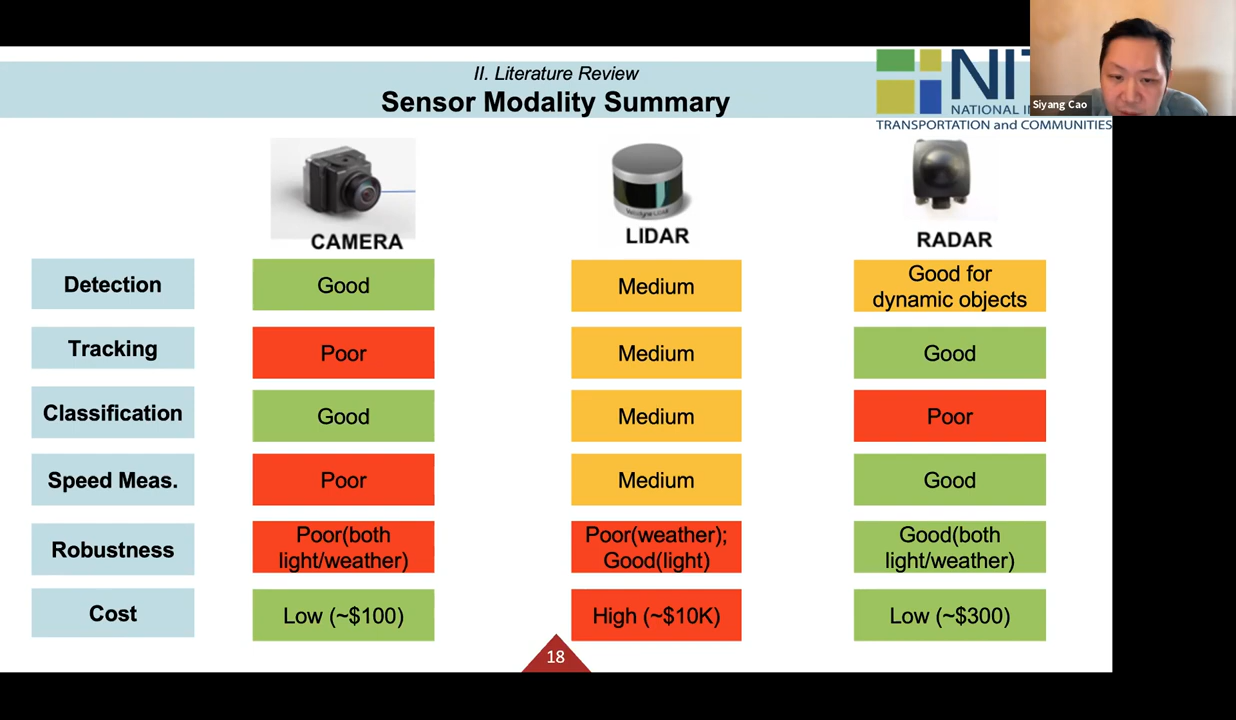 II. Literature Review
Sensor Modality Summary
NIT
NATIONAL I
TRANSPORTATION and COMMUNITIES
Siyang Cao
CAMERA
LIDAR
RADAR
Detection
Good
Medium
Good for
dynamic objects
Tracking
Poor
Medium
Good
Classification
Good
Medium
Poor
Speed Meas.
Poor
Medium
Good
Robustness
Poor(both
light/weather)
Poor(weather);
Good(light)
Good(both
light/weather)
Cost
Low (~$100)
High (~$10K)
Low (~$300)
18